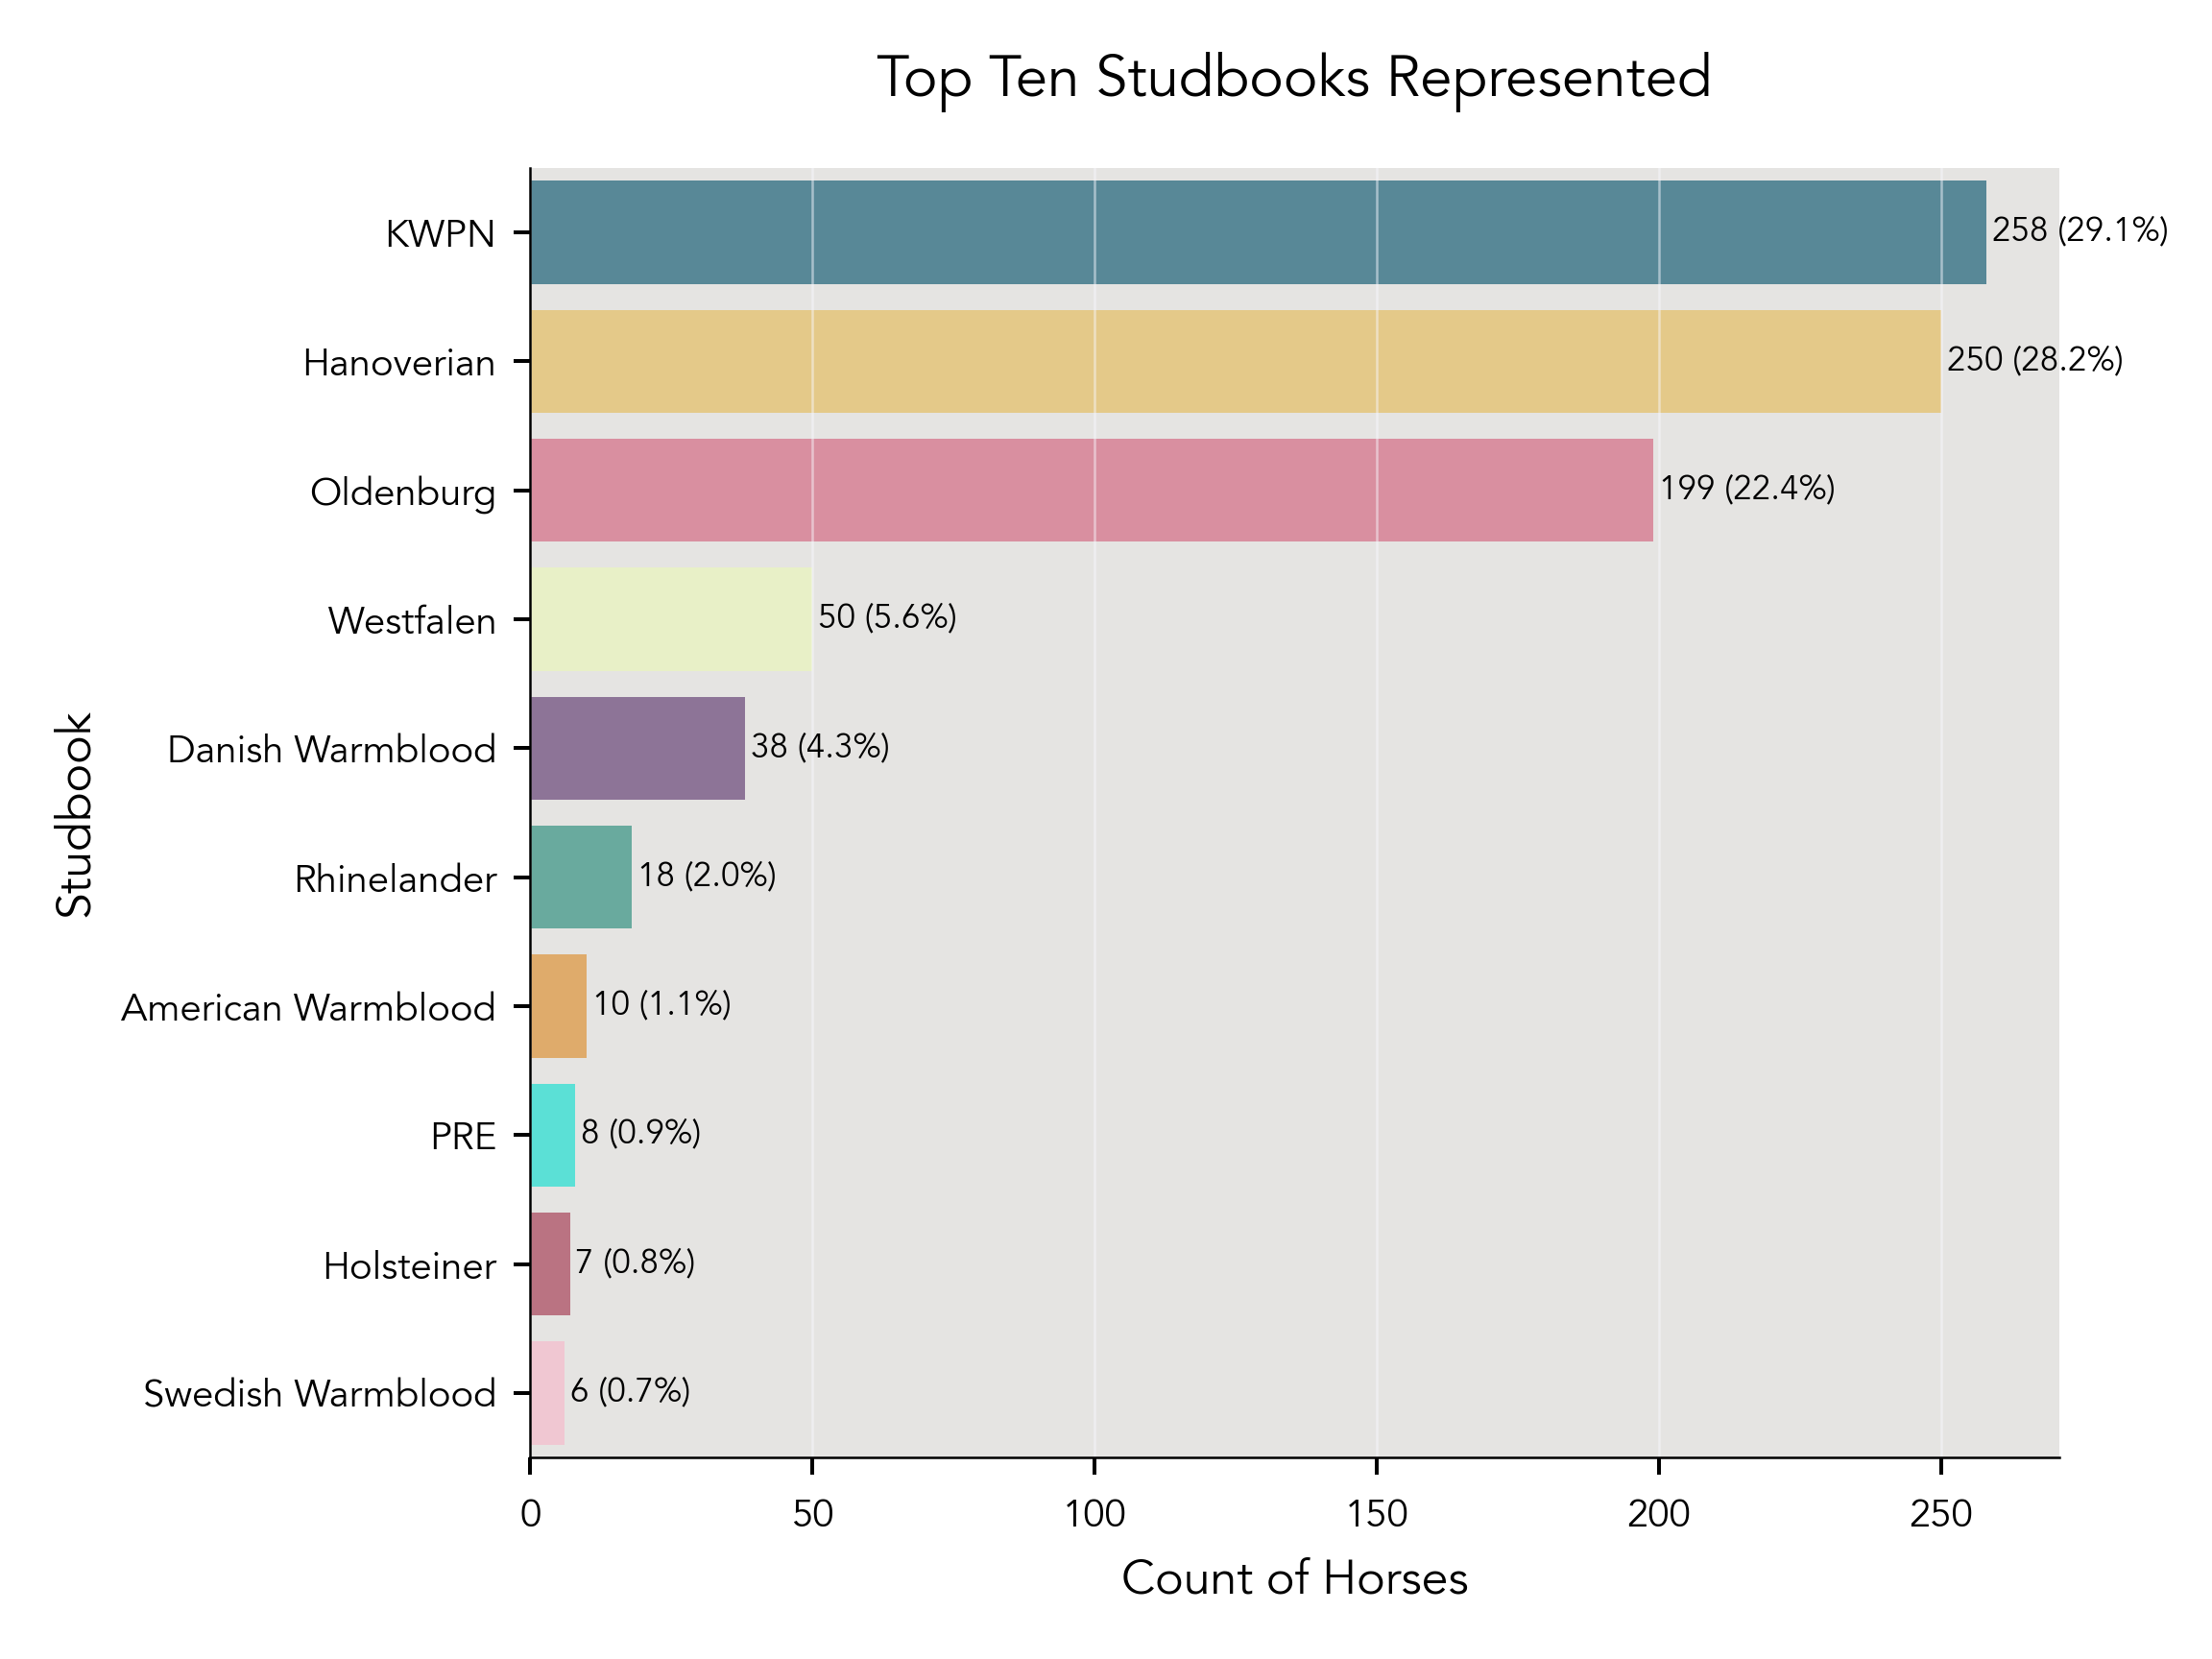 Top Ten Studbooks Represented
KWPN
258 (29.1%)
Hanoverian
250 (28.2%)
Oldenburg
199 (22.4%)
Westfalen
50 (5.6%)
Danish Warmblood
38 (4.3%)
Rhinelander
18 (2.0%)
American Warmblood
10 (1.1%)
PRE
8 (0.9%)
Holsteiner
7 (0.8%)
Swedish Warmblood
6 (0.7%)
Studbook
0 50 100 150 200 250
Count of Horses